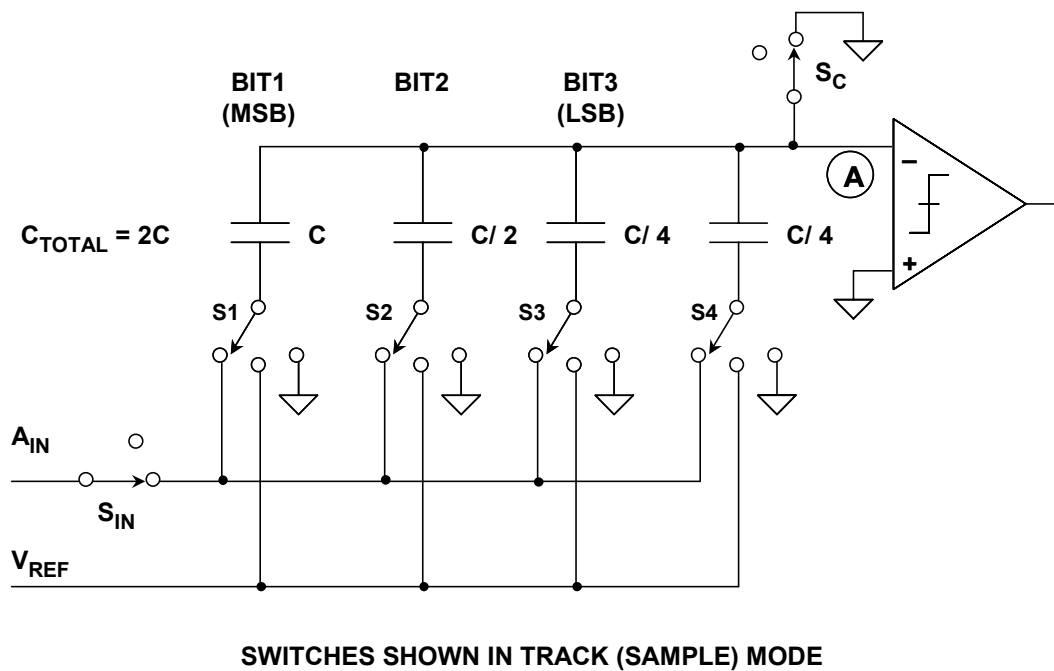 BIT1
(MSB)
BIT2
BIT3
(LSB)
S_C
A
−
+
C_TOTAL = 2C
C
C/ 2
C/ 4
C/ 4
S1
S2
S3
S4
A_IN
S_IN
V_REF
SWITCHES SHOWN IN TRACK (SAMPLE) MODE